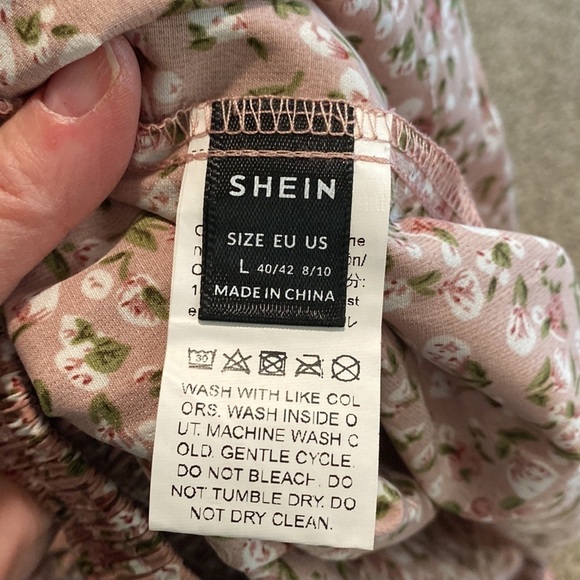 SHEIN
SIZE EU US
L 40/42 8/10
MADE IN CHINA
30
WASH WITH LIKE COL
ORS. WASH INSIDE O
UT. MACHINE WASH C
OLD. GENTLE CYCLE.
DO NOT BLEACH. DO
NOT TUMBLE DRY. DO
NOT DRY CLEAN.